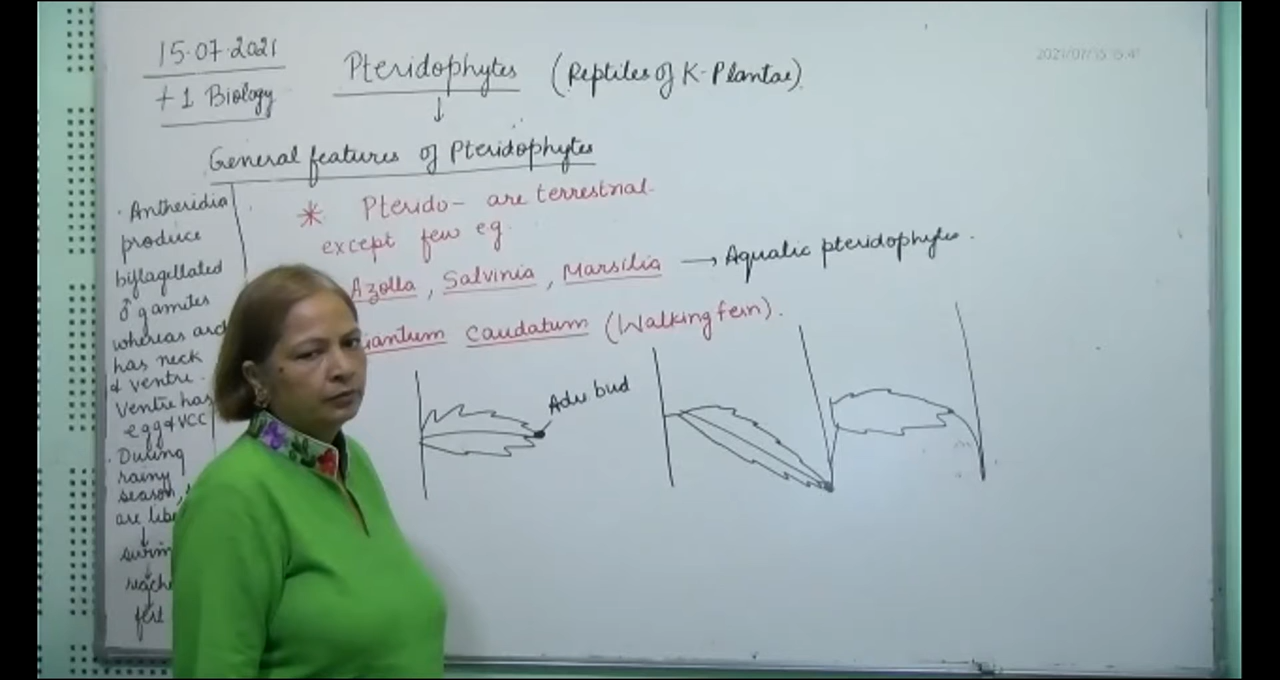 15.07.2021
+1 Biology
Pteridophytes (Reptiles of K-Plantae)
↓
General features of Pteridophytes
* Pterido- are terrestrial
except few eg.
Azolla, Salvinia, Marsilia → Aquatic pteridophytes.
iantum caudatum (Walking fern).
Adv bud
· Antheridia
produce
biflagellated
♂ gametes
whereas arc
has neck
& ventre.
Ventre has
egg & VCC
· During
rainy
season,
are libe
↓
swim
↓
reach
↓
fert